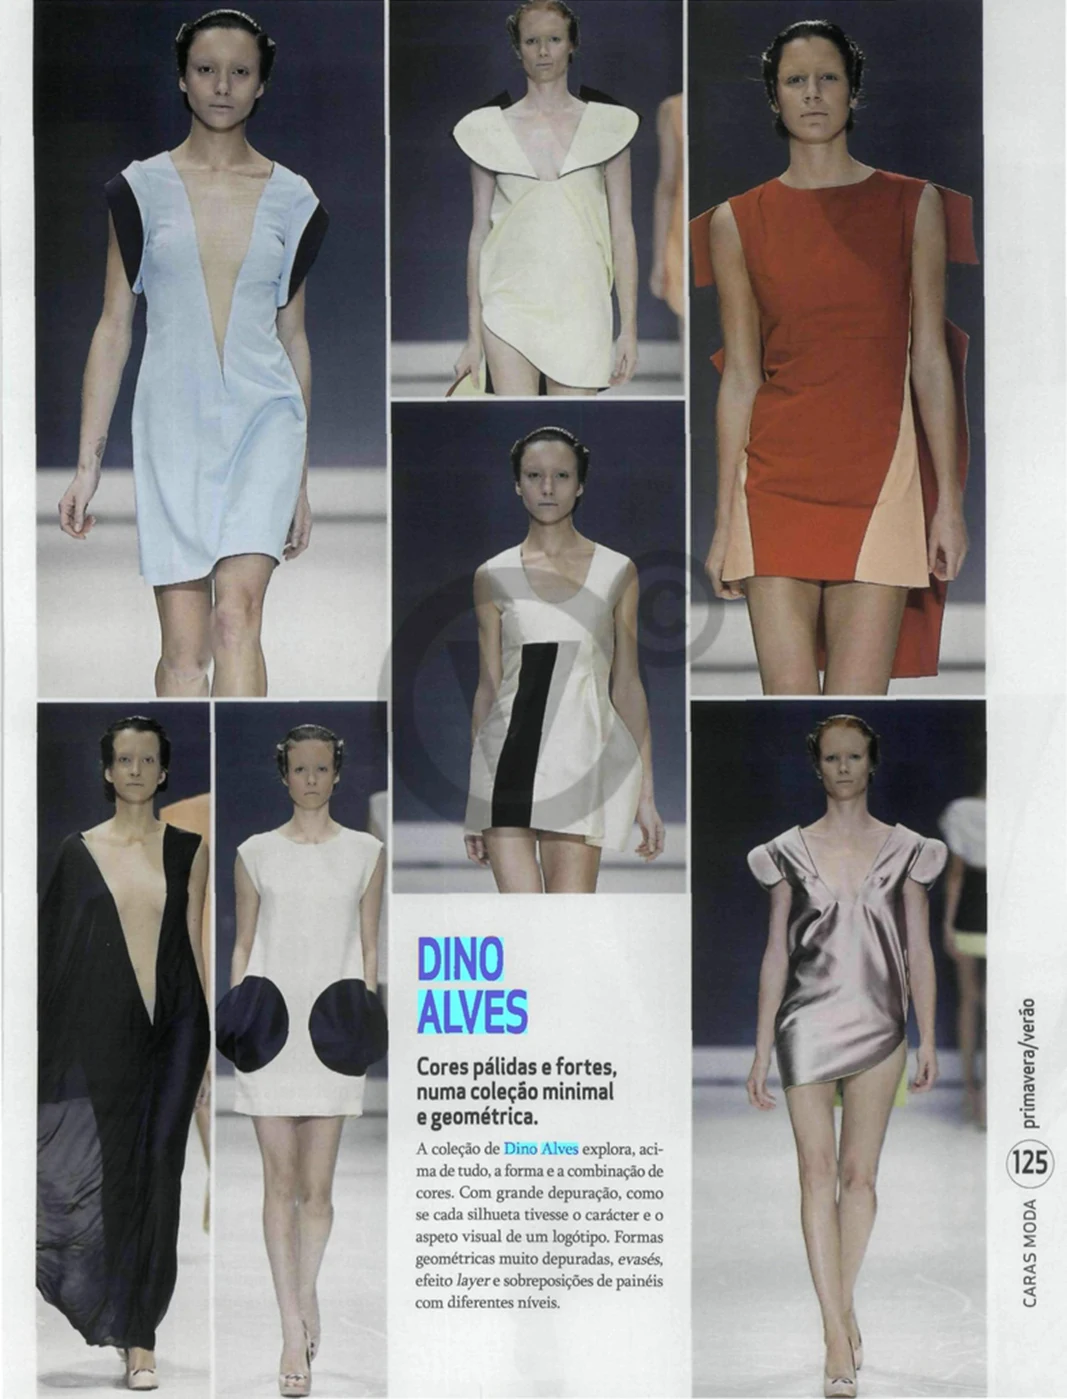 DINO
ALVES
Cores pálidas e fortes,
numa coleção minimal
e geométrica.
A coleção de Dino Alves explora, aci-
ma de tudo, a forma e a combinação de
cores. Com grande depuração, como
se cada silhueta tivesse o carácter e o
aspeto visual de um logótipo. Formas
geométricas muito depuradas, evasés,
efeito layer e sobreposições de painéis
com diferentes níveis.
CARAS MODA 125 primavera/verão
V ©